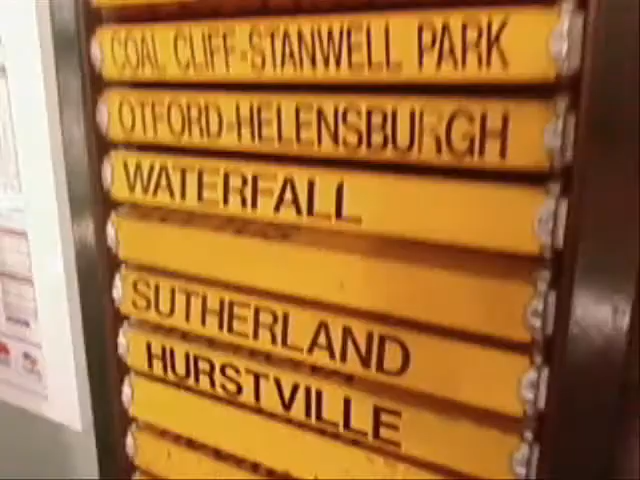 COAL CLIFF-STANWELL PARK
OTFORD-HELENSBURGH
WATERFALL
SUTHERLAND
HURSTVILLE